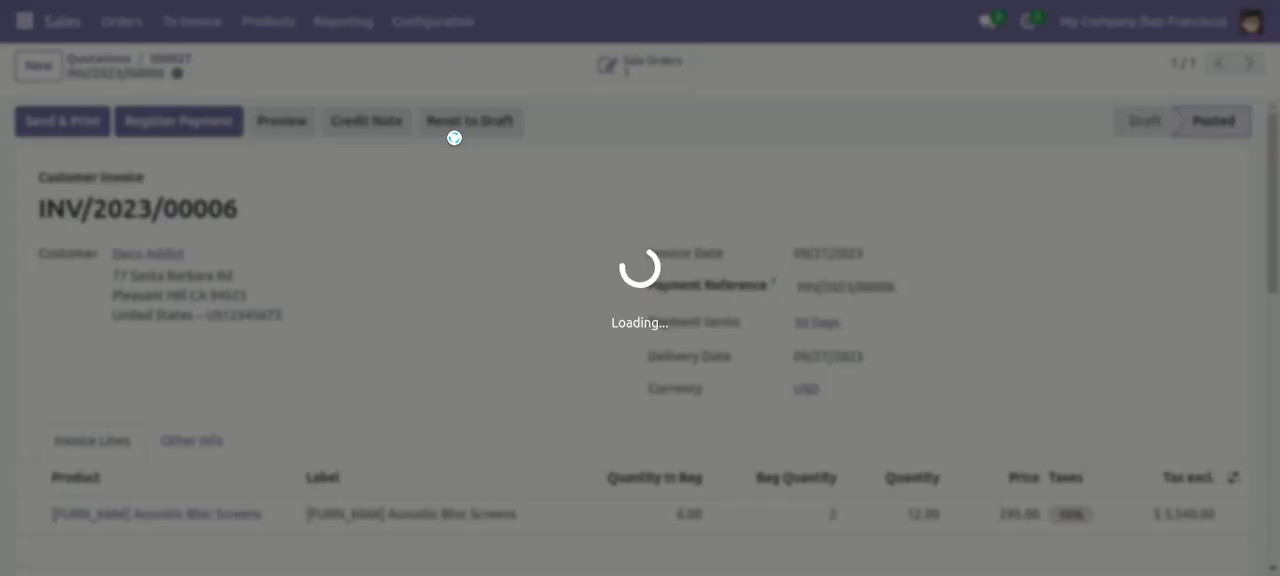 Sales Orders To Invoice Products Reporting Configuration My Company (San Francisco)
New Quotations / S00027
INV/2023/00006
Sale Orders
1
1 / 1
Send & Print Register Payment Preview Credit Note Reset to Draft Draft Posted
Customer Invoice
INV/2023/00006
Customer Deco Addict
77 Santa Barbara Rd
Pleasant Hill CA 94523
United States – US12345673
Invoice Date 09/27/2023
Payment Reference ? INV/2023/00006
Loading...
Payment terms 30 Days
Delivery Date 09/27/2023
Currency USD
Invoice Lines Other Info
Product Label Quantity In Bag Bag Quantity Quantity Price Taxes Tax excl.
Acoustic Bloc Screens Acoustic Bloc Screens 6.00 2 12.00 295.00 $ 3,540.00